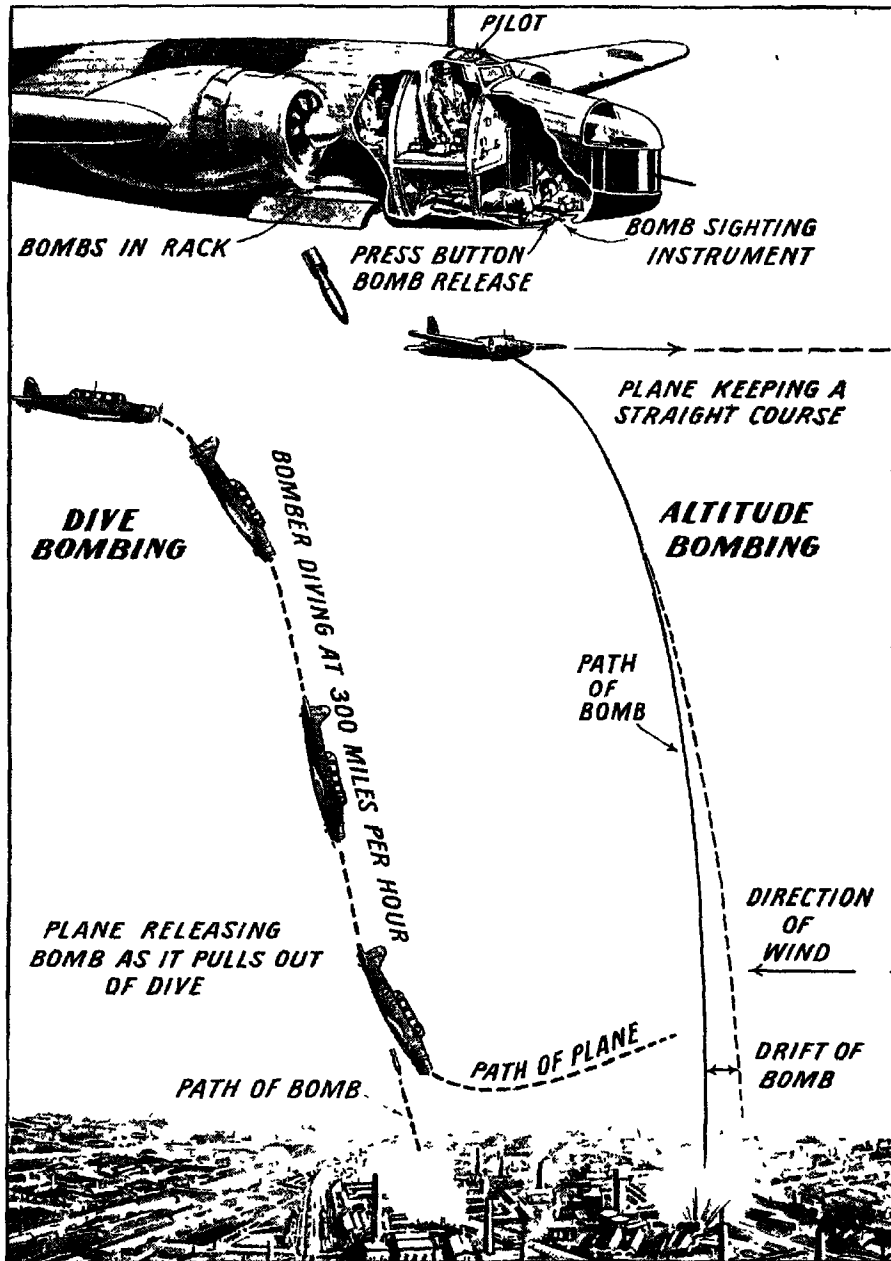 PILOT
BOMBS IN RACK
PRESS BUTTON
BOMB RELEASE
BOMB SIGHTING
INSTRUMENT
PLANE KEEPING A
STRAIGHT COURSE
DIVE
BOMBING
BOMBER DIVING AT 300 MILES PER HOUR
ALTITUDE
BOMBING
PATH
OF
BOMB
PLANE RELEASING
BOMB AS IT PULLS OUT
OF DIVE
DIRECTION
OF
WIND
PATH OF PLANE
DRIFT OF
BOMB
PATH OF BOMB